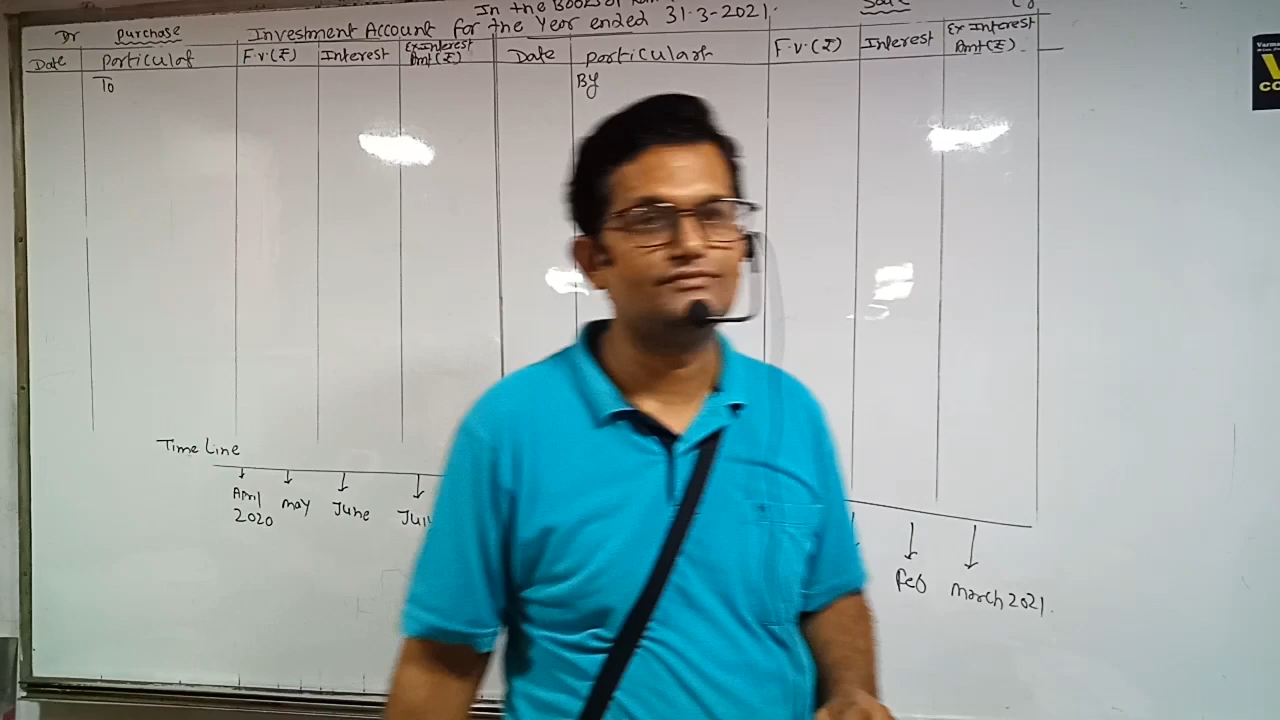 In the Books of
Dr Purchase Investment Account for the Year ended 31.3-2021. Sale
Date Particular F.v.(₹) Interest Ex Interest Amt(₹) Date Particulars F.v.(₹) Interest Ex Interest Amt(₹)
To By
Time Line
April 2020 May June July Feb March 2021.
Varma
V
CO